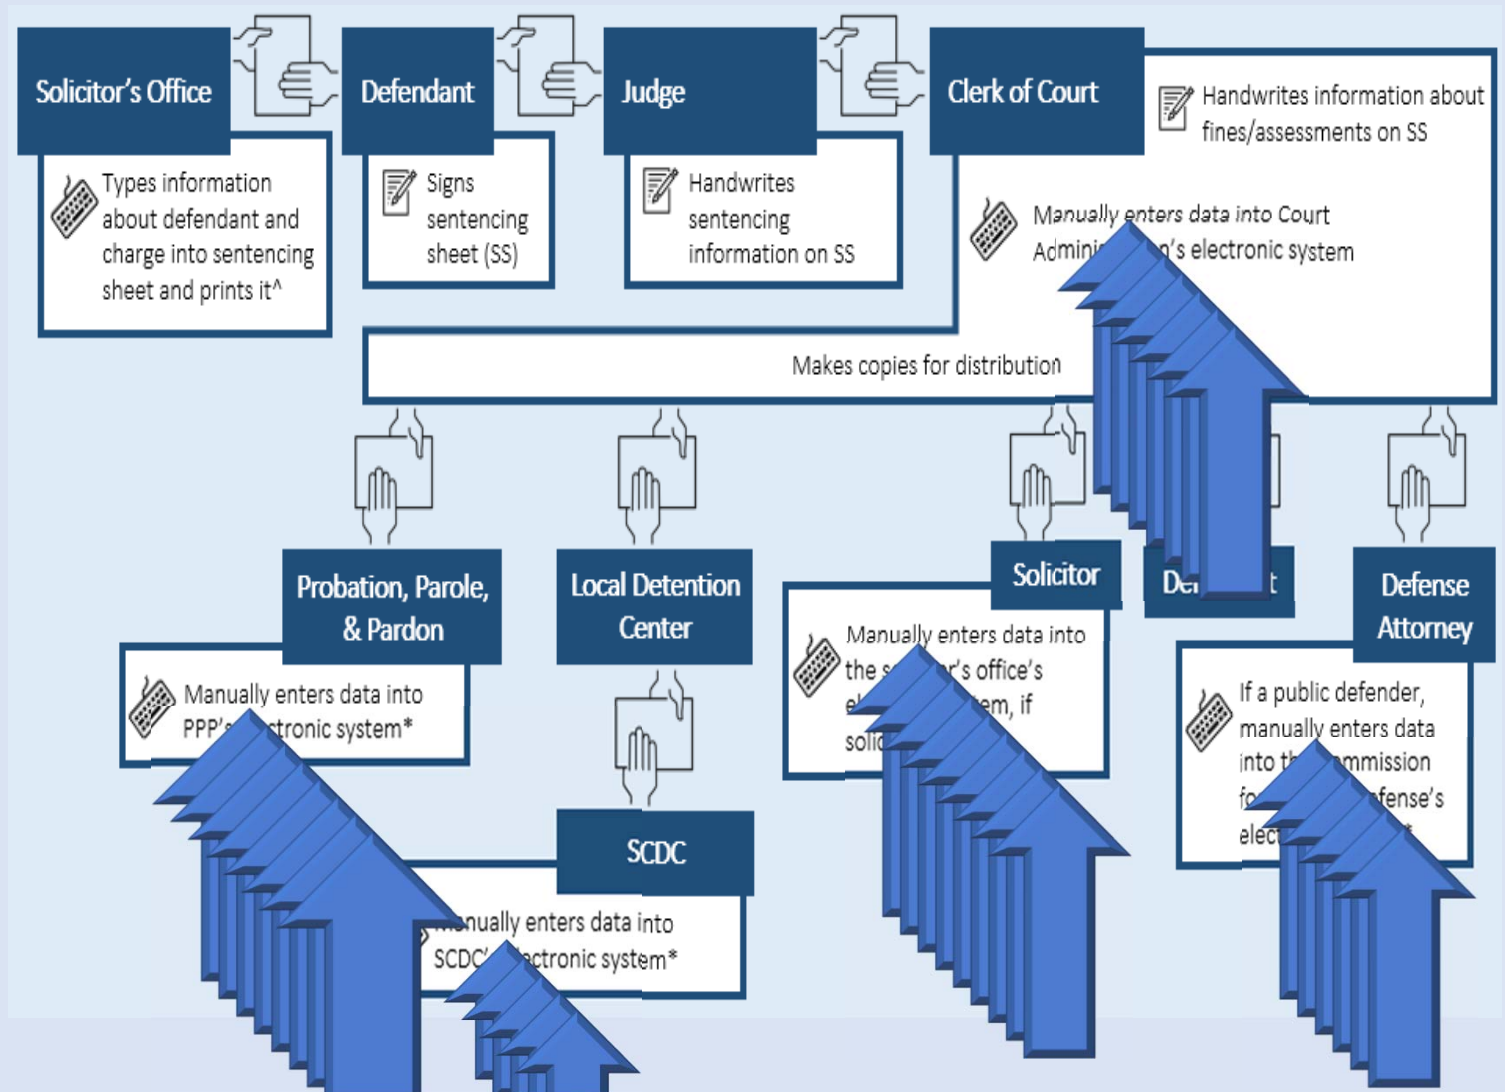 Solicitor's Office
Types information
about defendant and
charge into sentencing
sheet and prints it^
Defendant
Signs
sentencing
sheet (SS)
Judge
Handwrites
sentencing
information on SS
Clerk of Court
Handwrites information about
fines/assessments on SS
Manually enters data into Court
electronic system
Makes copies for distribution
Probation, Parole,
& Pardon
Manually enters data into
PPP's electronic system*
Local Detention
Center
SCDC
Manually enters data into
SCDC's electronic system*
Solicitor
Manually enters data into
the office's
if
Defense
Attorney
If a public defender,
manually enters data
into